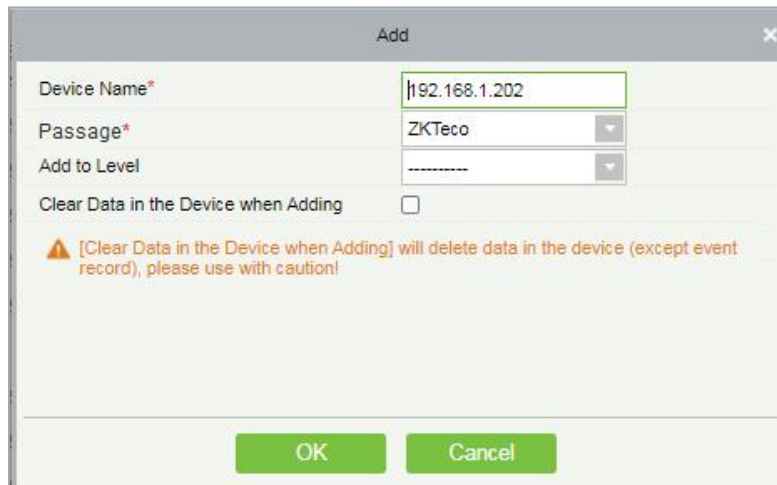 Add
Device Name* 192.168.1.202
Passage* ZKTeco
Add to Level ----------
Clear Data in the Device when Adding
[Clear Data in the Device when Adding] will delete data in the device (except event
record), please use with caution!
OK Cancel